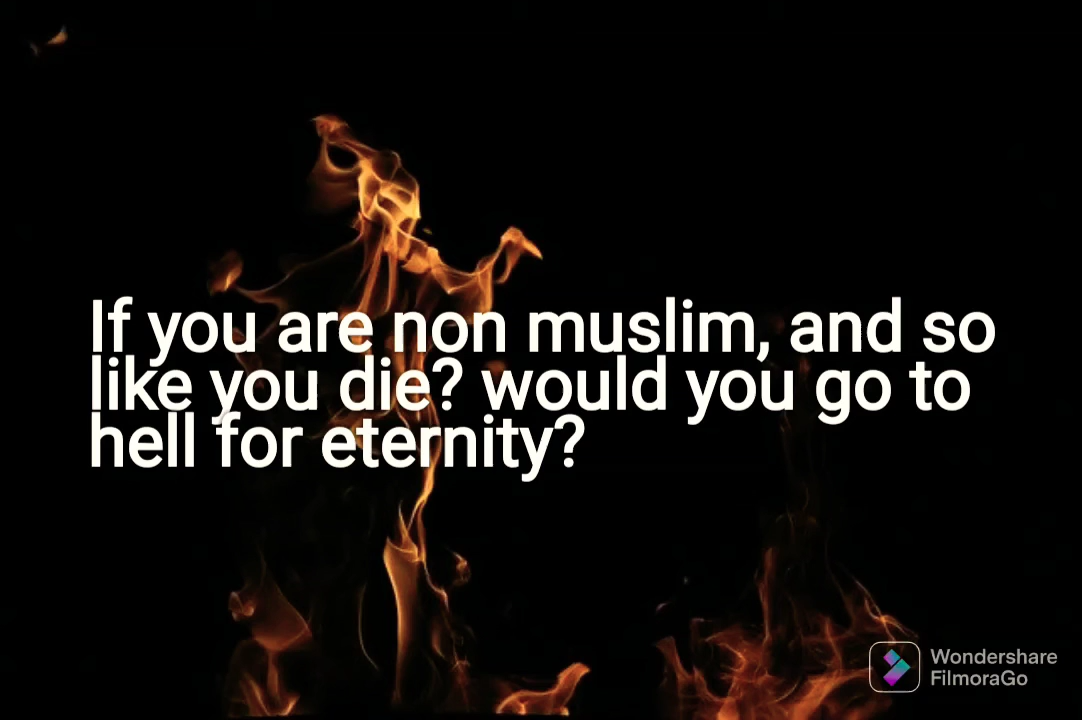 If you are non muslim, and so
like you die? would you go to
hell for eternity?
Wondershare
FilmoraGo